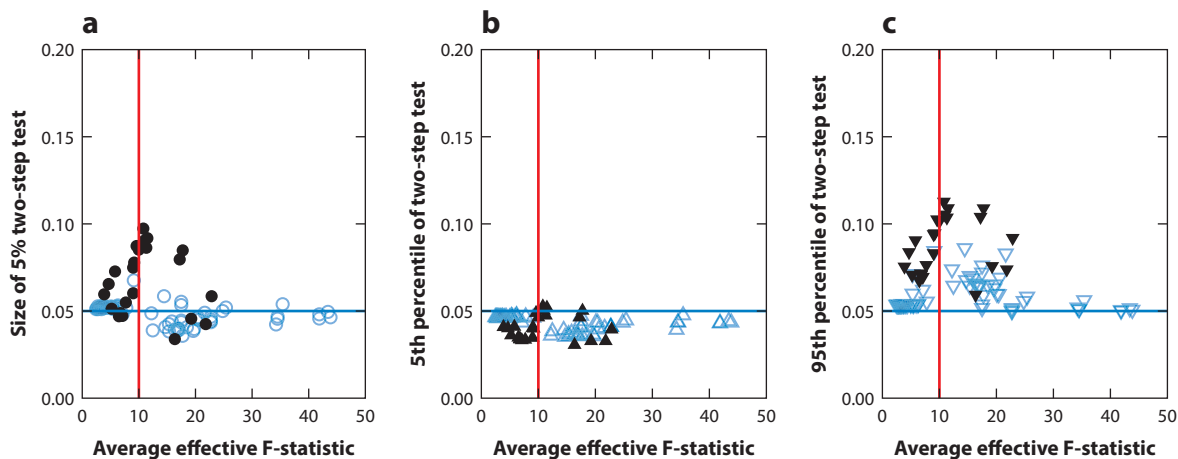 a
Size of 5% two-step test
0.20
0.15
0.10
0.05
0.00
0 10 20 30 40 50
Average effective F-statistic
b
5th percentile of two-step test
0.20
0.15
0.10
0.05
0.00
0 10 20 30 40 50
Average effective F-statistic
c
95th percentile of two-step test
0.20
0.15
0.10
0.05
0.00
0 10 20 30 40 50
Average effective F-statistic